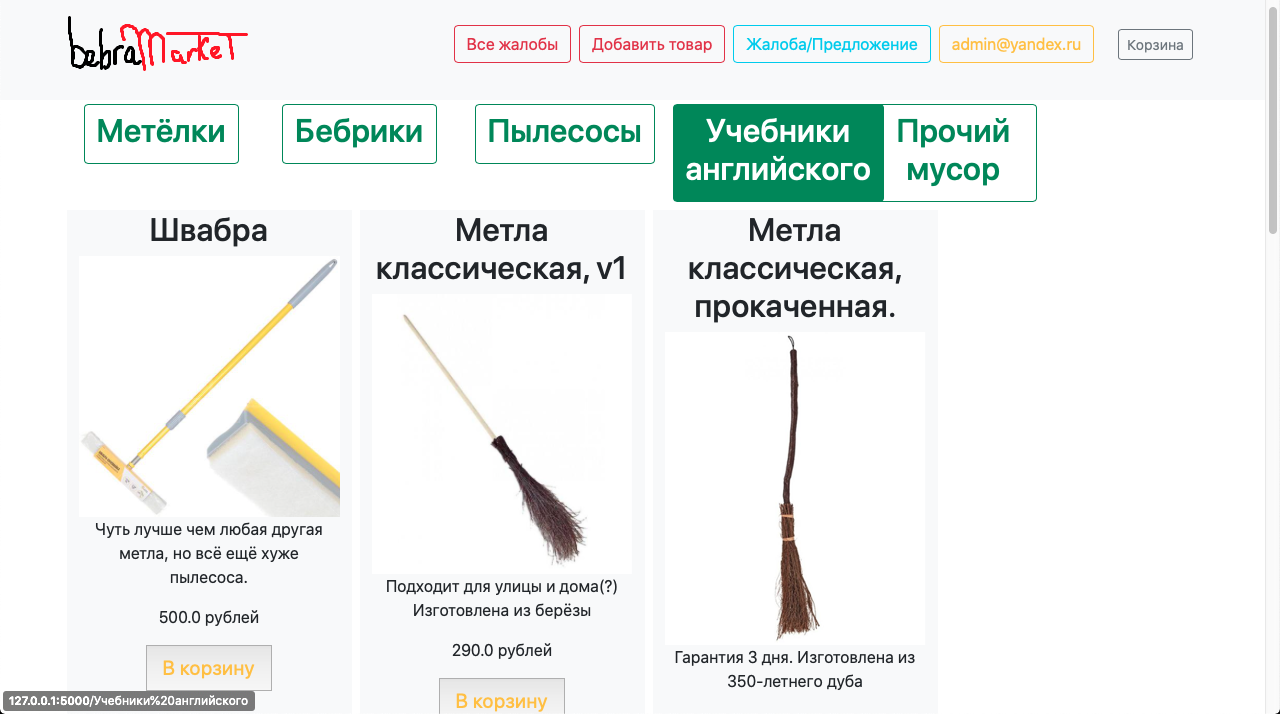 bebraMarkeT
Все жалобы
Добавить товар
Жалоба/Предложение
admin@yandex.ru
Корзина
Метёлки
Бебрики
Пылесосы
Учебники
английского
Прочий
мусор
Швабра
Чуть лучше чем любая другая
метла, но всё ещё хуже
пылесоса.
500.0 рублей
В корзину
Метла
классическая, v1
Подходит для улицы и дома(?)
Изготовлена из берёзы
290.0 рублей
В корзину
Метла
классическая,
прокаченная.
Гарантия 3 дня. Изготовлена из
350-летнего дуба
127.0.0.1:5000/Учебники%20английского